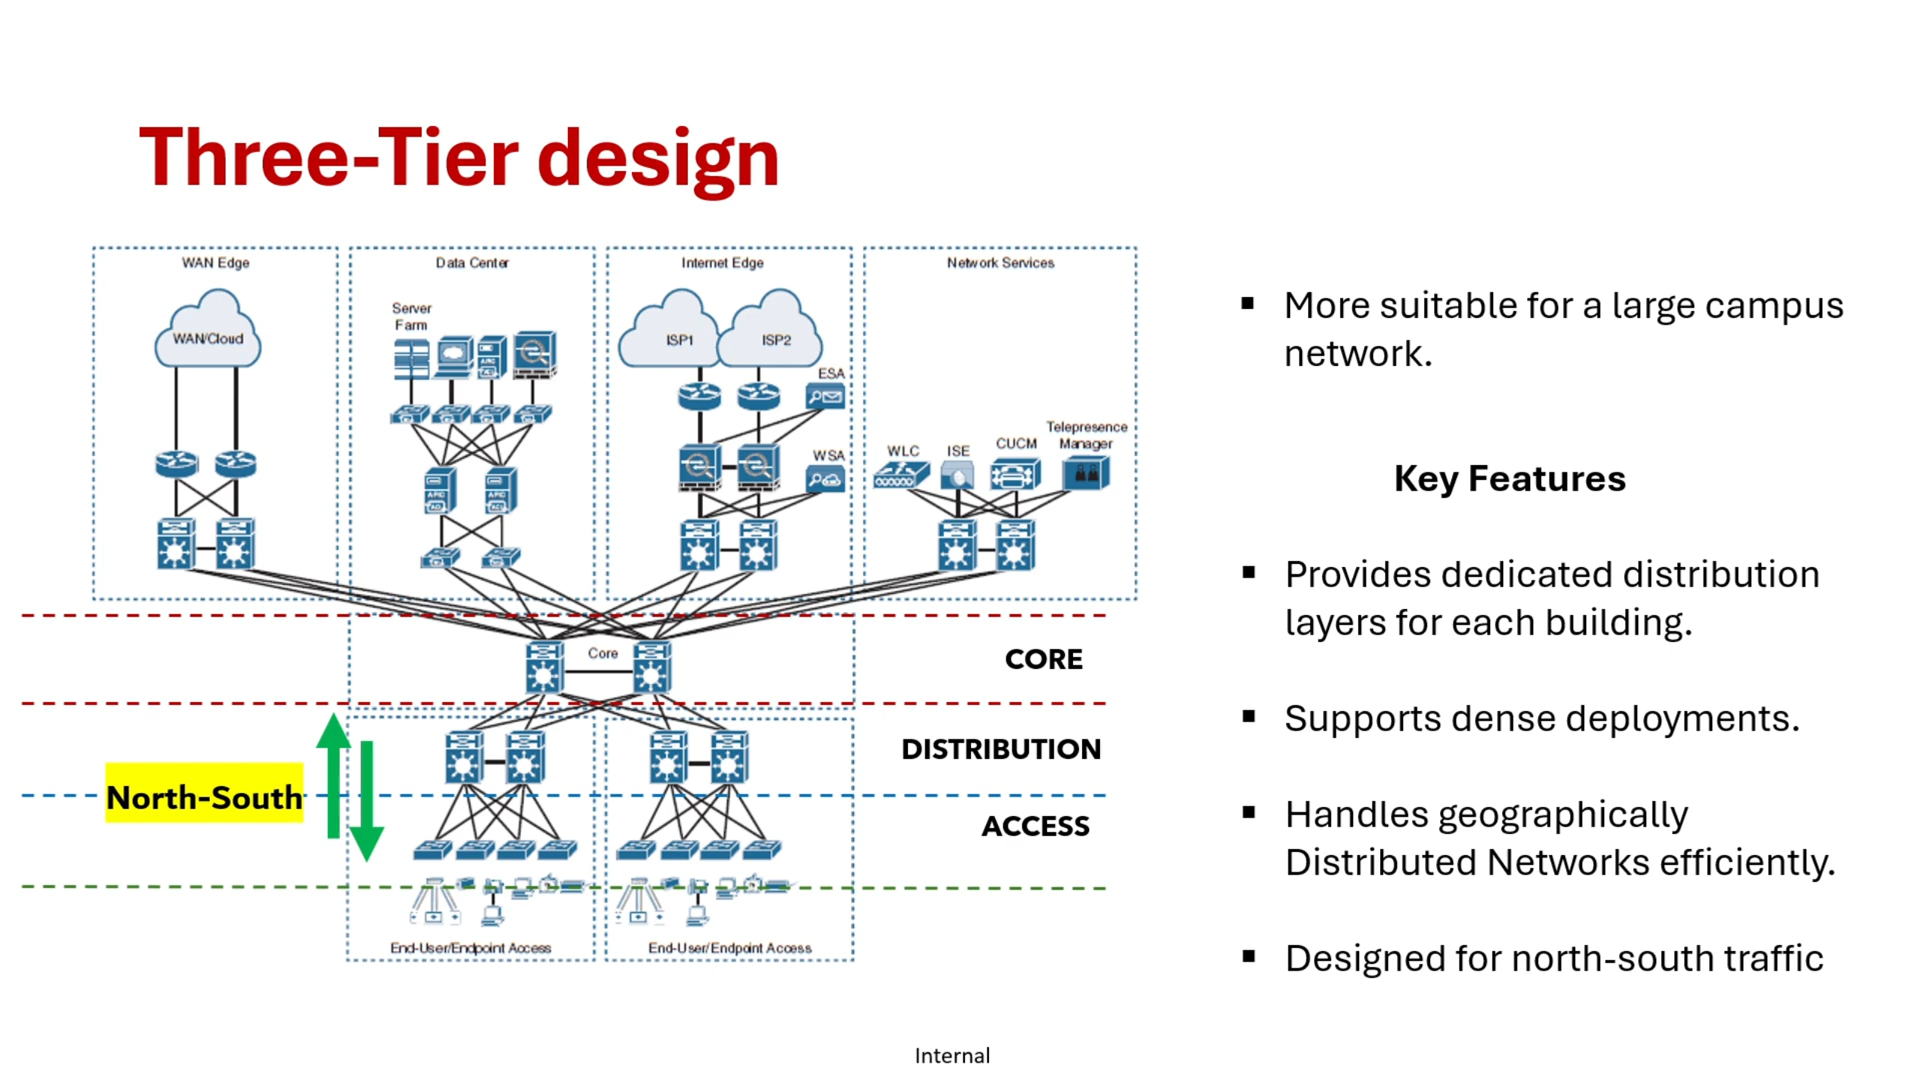 Three-Tier design
WAN Edge
WAN/Cloud
Data Center
Server
Farm
Internet Edge
ISP1
ISP2
ESA
WSA
Network Services
WLC
ISE
CUCM
Telepresence
Manager
Core
CORE
DISTRIBUTION
North-South
ACCESS
End-User/Endpoint Access
End-User/Endpoint Access
More suitable for a large campus
network.
Key Features
Provides dedicated distribution
layers for each building.
Supports dense deployments.
Handles geographically
Distributed Networks efficiently.
Designed for north-south traffic
Internal